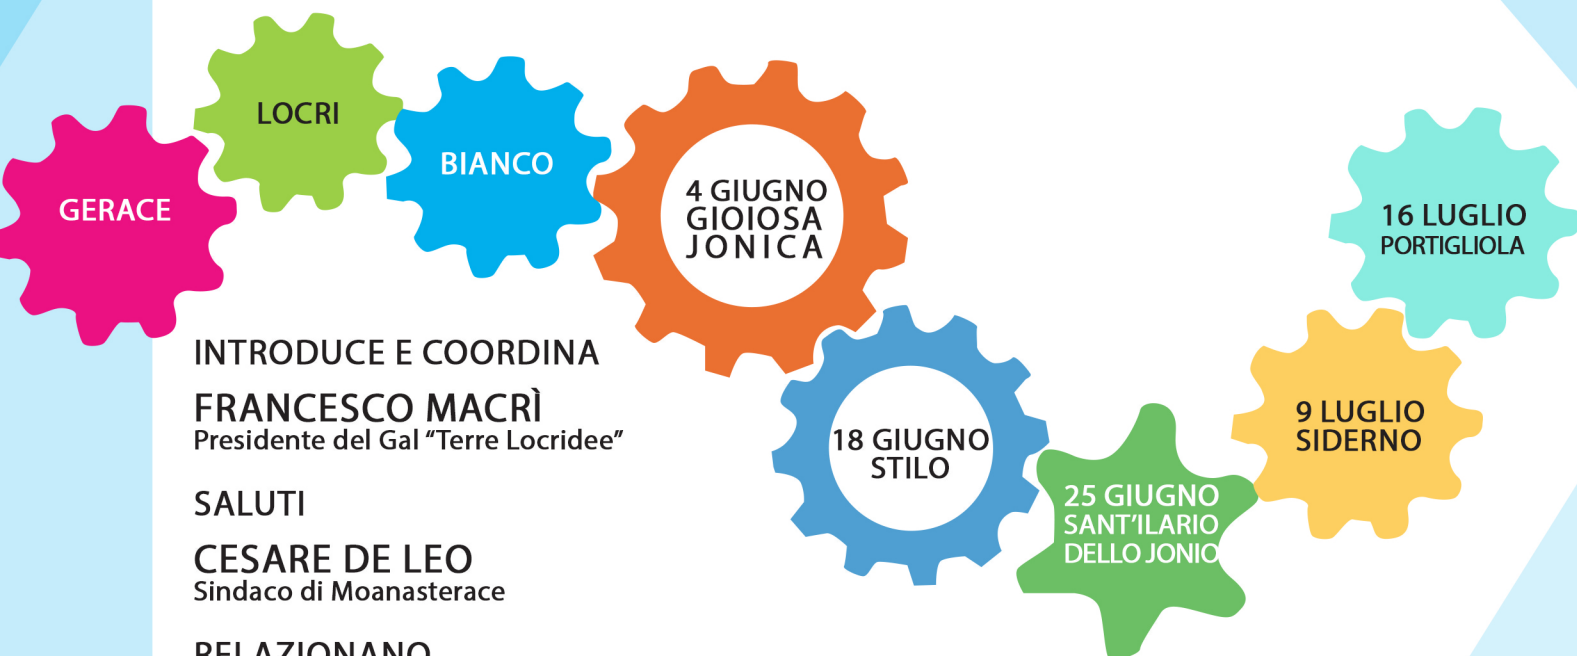 GERACE
LOCRI
BIANCO
4 GIUGNO
GIOIOSA
JONICA
18 GIUGNO
STILO
25 GIUGNO
SANT'ILARIO
DELLO JONIO
9 LUGLIO
SIDERNO
16 LUGLIO
PORTIGLIOLA
INTRODUCE E COORDINA
FRANCESCO MACRÌ
Presidente del Gal “Terre Locridee”
SALUTI
CESARE DE LEO
Sindaco di Moanasterace
RELAZIONANO